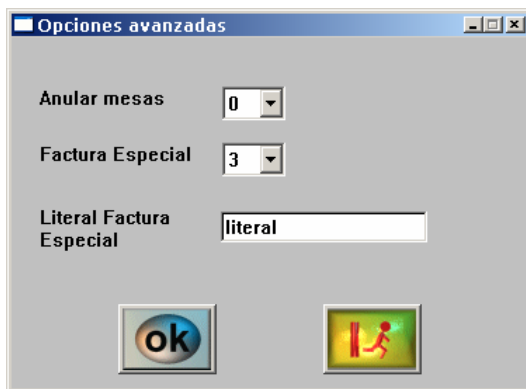 Opciones avanzadas
Anular mesas
0
Factura Especial
3
Literal Factura
Especial
literal
ok